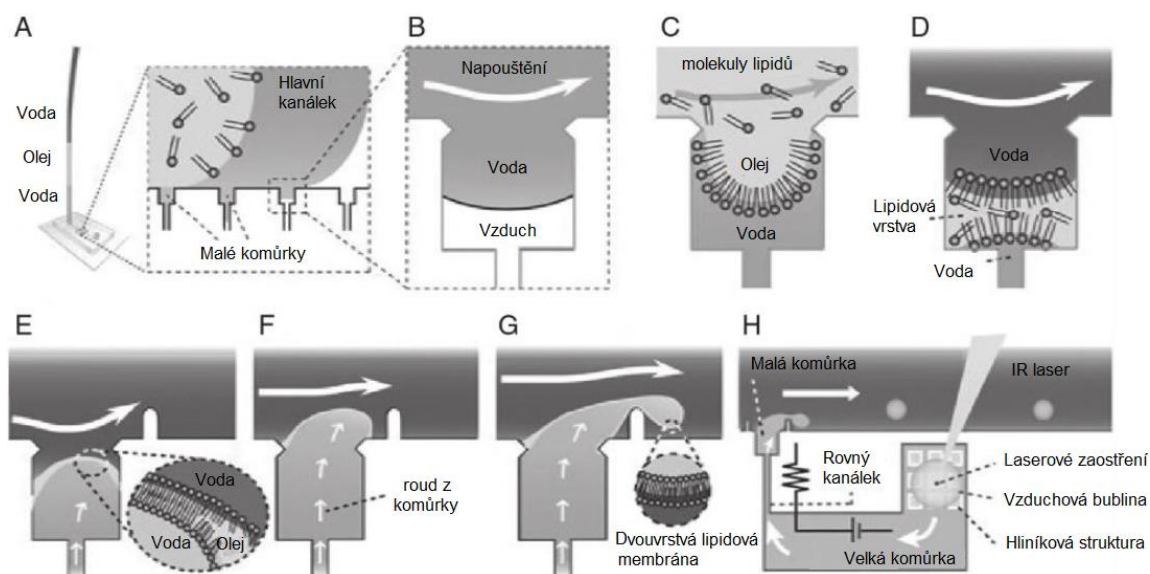 A
B
C
D
Voda
Olej
Voda
Hlavní
kanálek
Malé komůrky
Napouštění
Voda
Vzduch
molekuly lipidů
Olej
Voda
Voda
Lipidová
vrstva
Voda
E
F
G
H
Voda
Voda
Olej
roud z
komůrky
Dvouvrstvá lipidová
membrána
Malá komůrka
IR laser
Rovný
kanálek
Velká komůrka
Laserové zaostření
Vzduchová bublina
Hliníková struktura